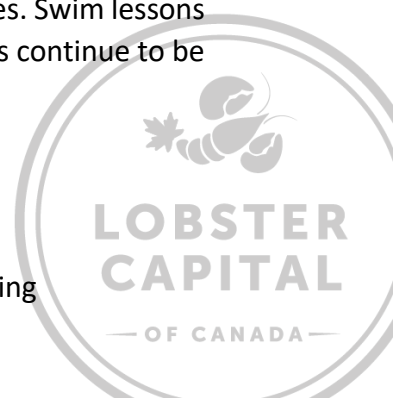 es. Swim lessons
s continue to be
LOBSTER
CAPITAL
ing
OF CANADA